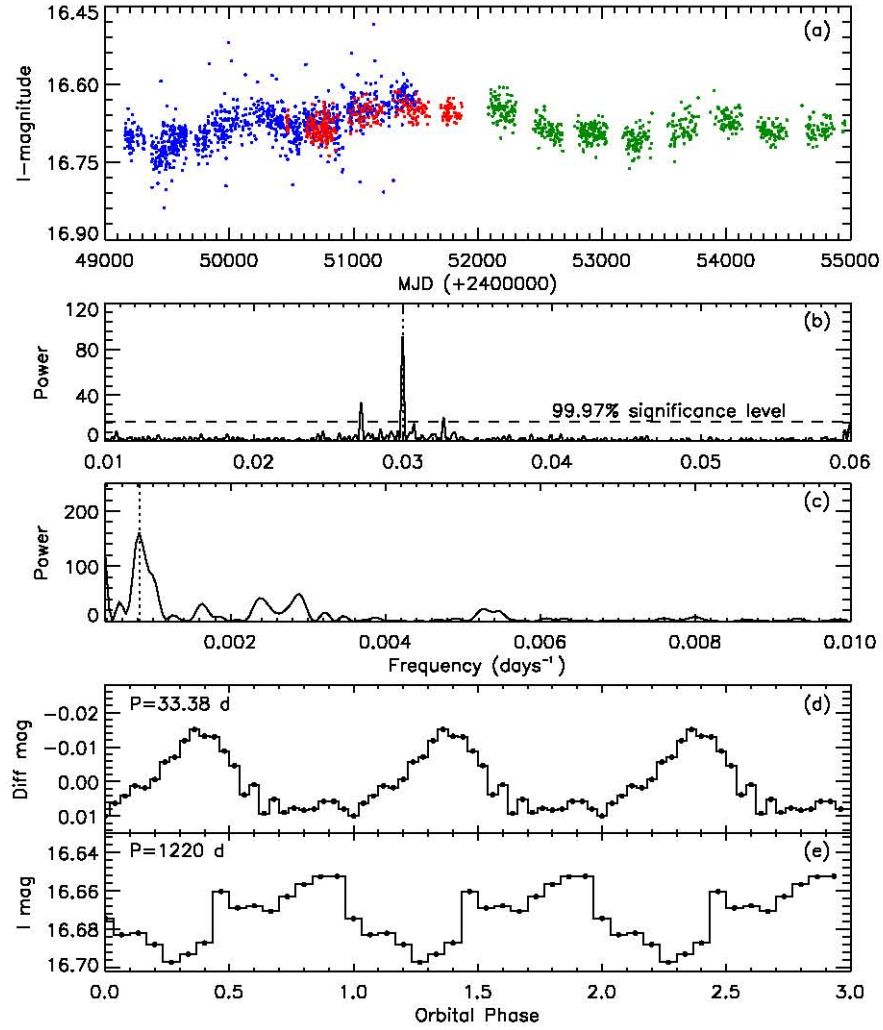 (a)
I-magnitude
16.45
16.60
16.75
16.90
49000 50000 51000 52000 53000 54000 55000
MJD (+2400000)
(b)
Power
120
80
40
0
99.97% significance level
0.01 0.02 0.03 0.04 0.05 0.06
(c)
Power
200
100
0
0.002 0.004 0.006 0.008 0.010
Frequency (days⁻¹)
P=33.38 d
(d)
Diff mag
-0.02
-0.01
0.00
0.01
P=1220 d
(e)
I mag
16.64
16.66
16.68
16.70
0.0 0.5 1.0 1.5 2.0 2.5 3.0
Orbital Phase